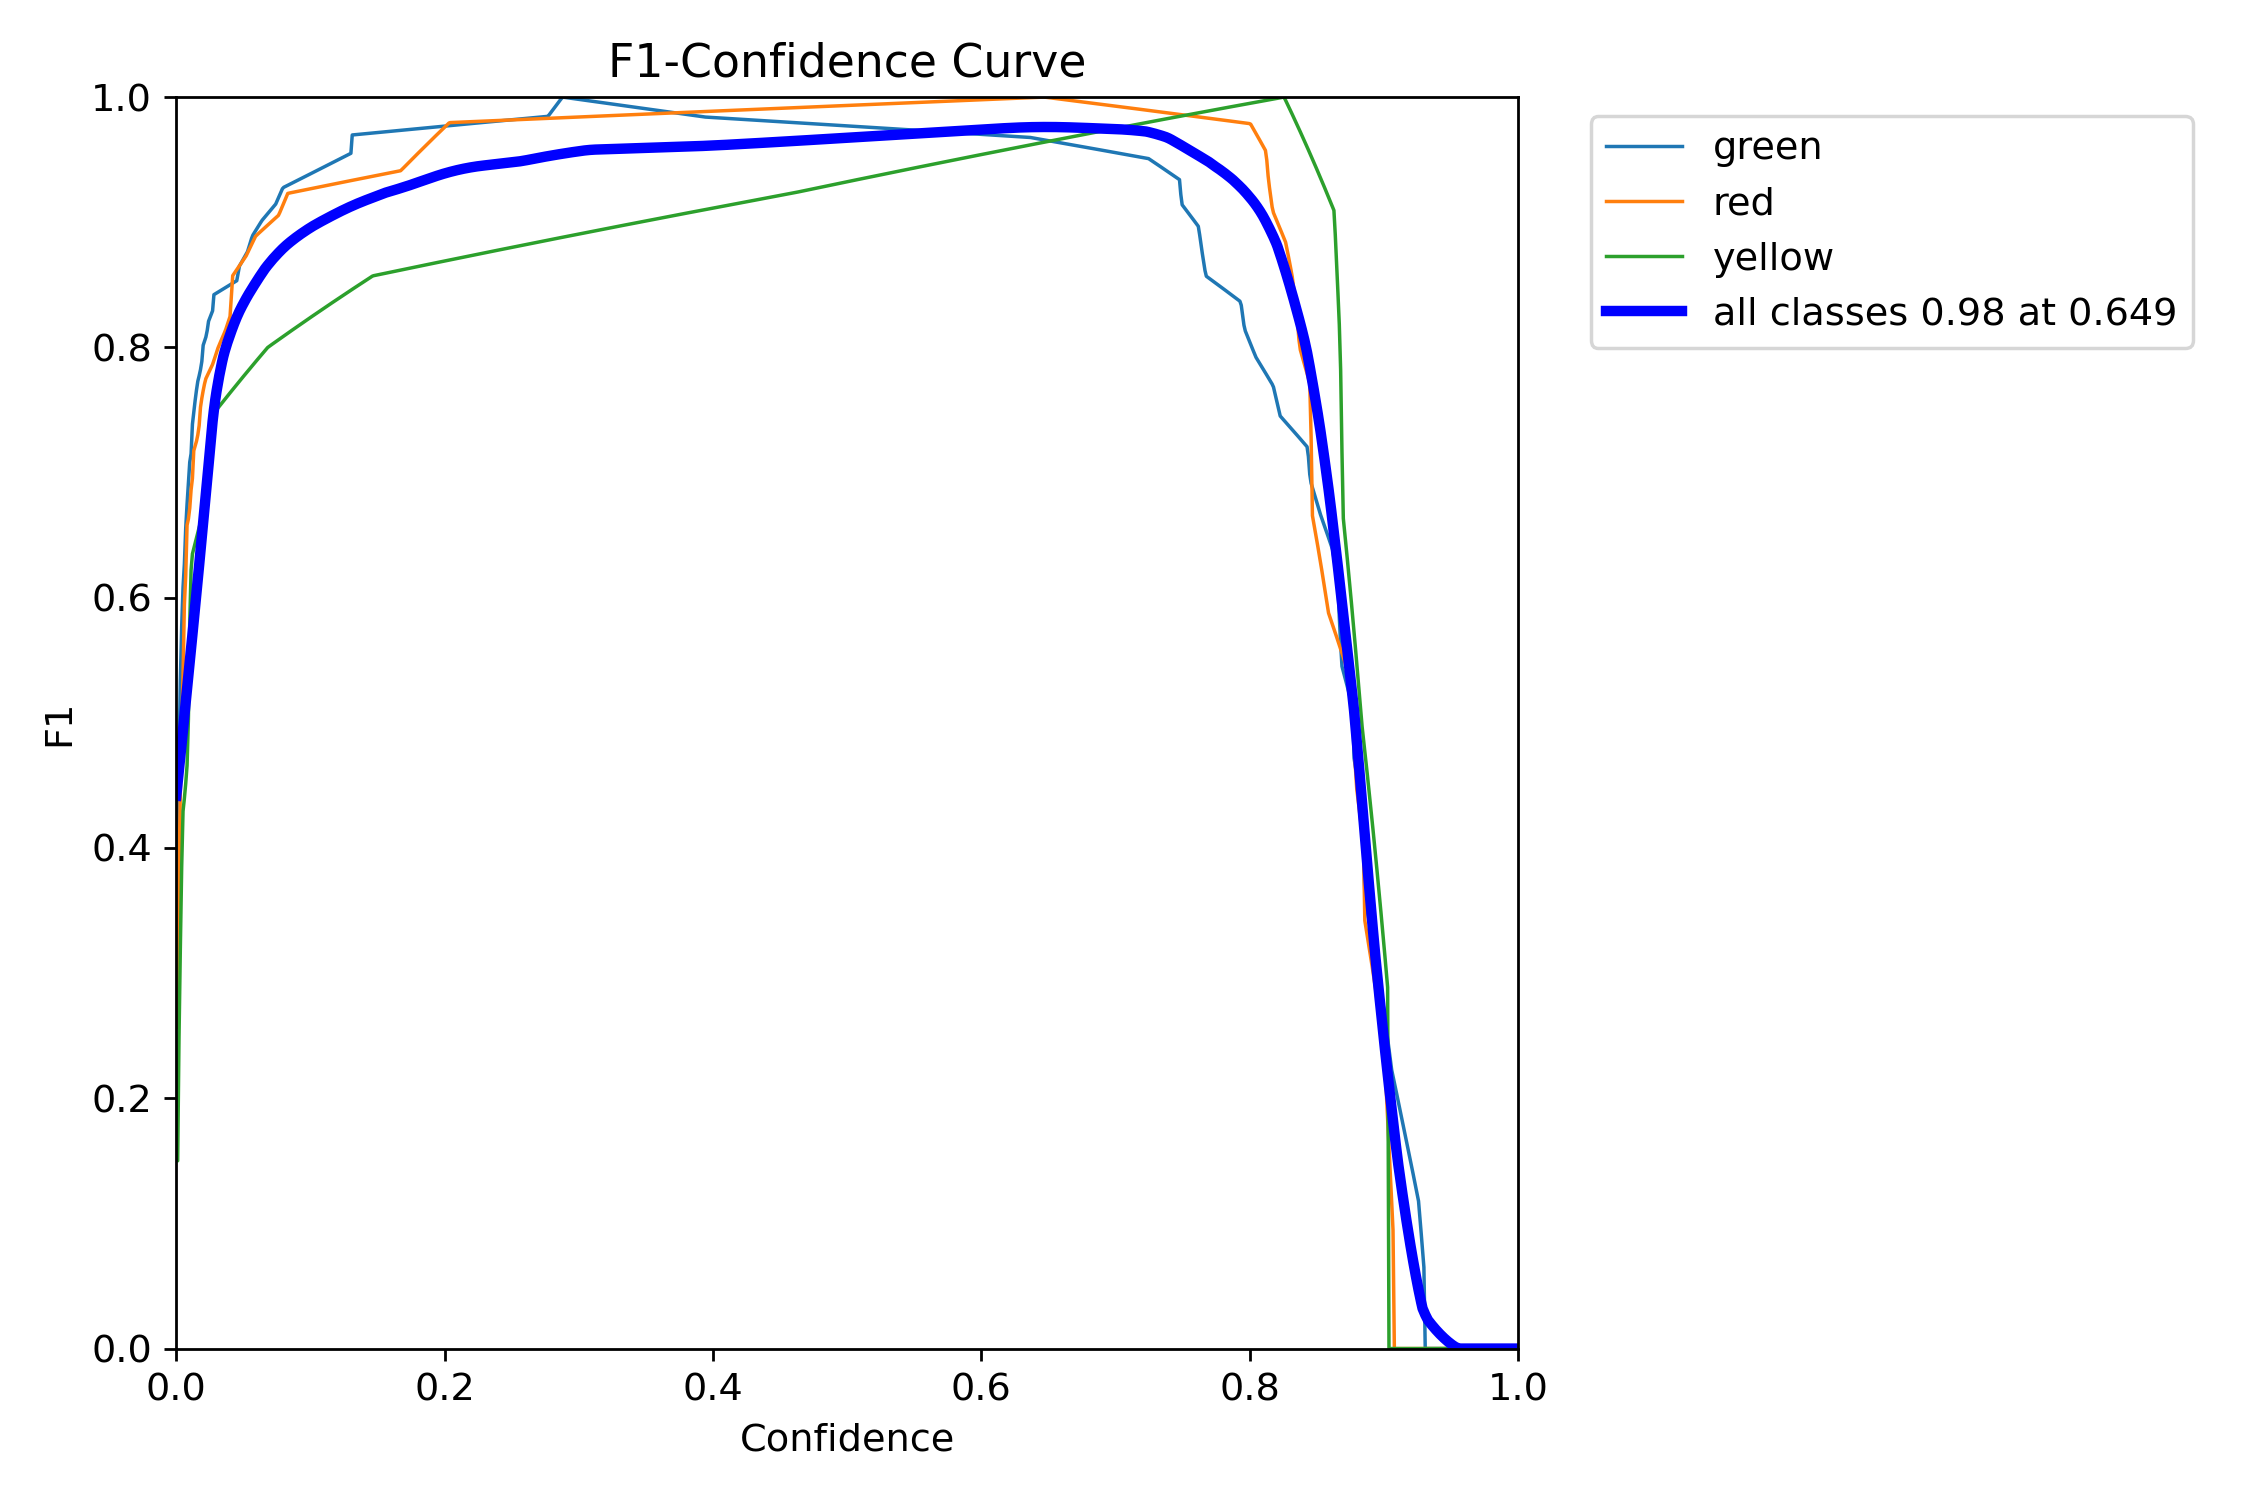 F1-Confidence Curve
1.0
0.8
0.6
0.4
0.2
0.0
F1
0.0 0.2 0.4 0.6 0.8 1.0
Confidence
green
red
yellow
all classes 0.98 at 0.649